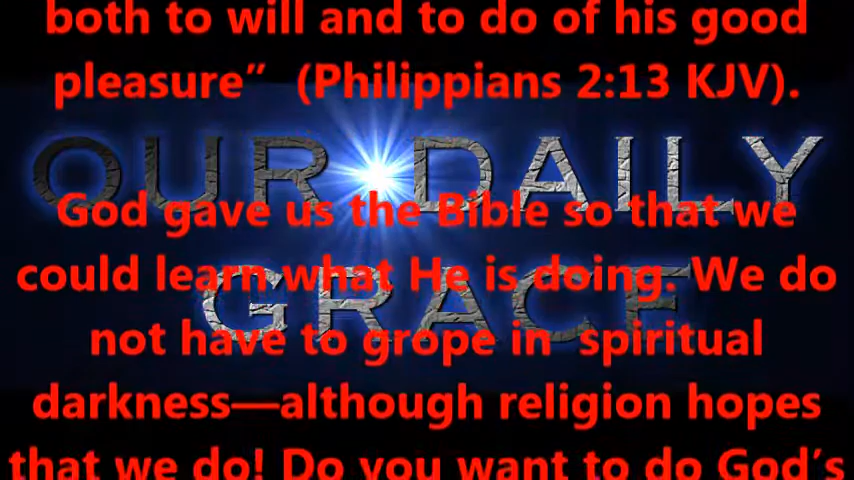 both to will and to do of his good
pleasure” (Philippians 2:13 KJV).
OUR DAILY
God gave us the Bible so that we
could learn what He is doing. We do
GRACE
not have to grope in spiritual
darkness—although religion hopes
that we do! Do you want to do God’s